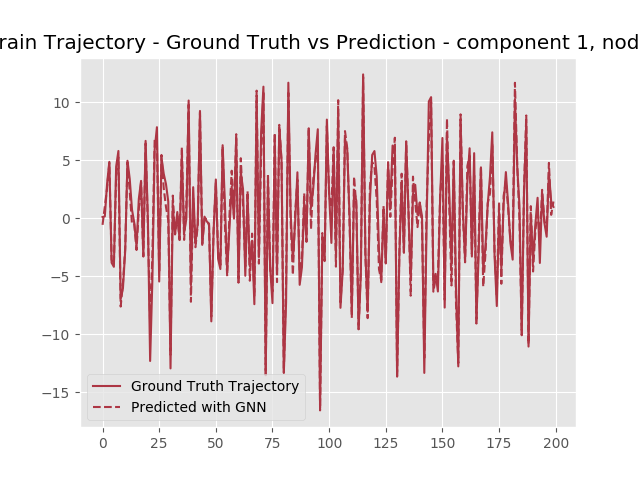 rain Trajectory - Ground Truth vs Prediction - component 1, nod
10
5
0
−5
−10
−15
Ground Truth Trajectory
Predicted with GNN
0 25 50 75 100 125 150 175 200